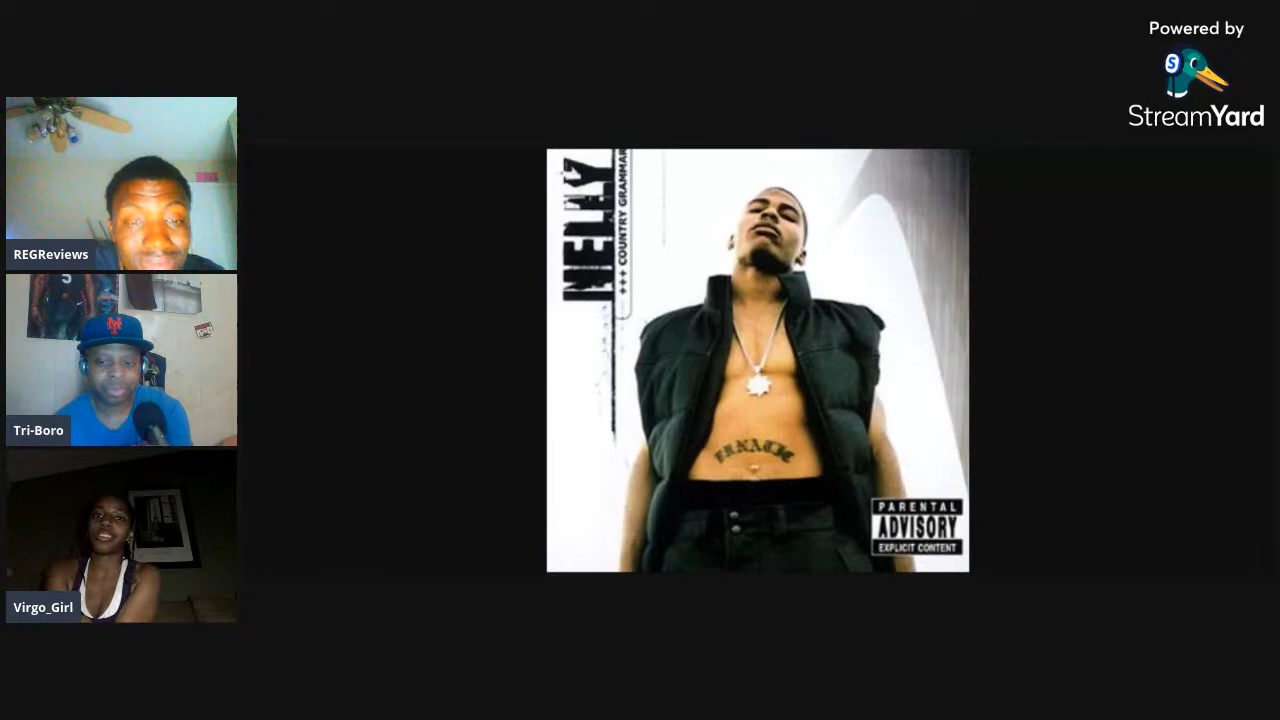 Powered by
S
StreamYard
REGReviews
Tri-Boro
Virgo_Girl
NELLY
+++ COUNTRY GRAMMAR
PARENTAL
ADVISORY
EXPLICIT CONTENT